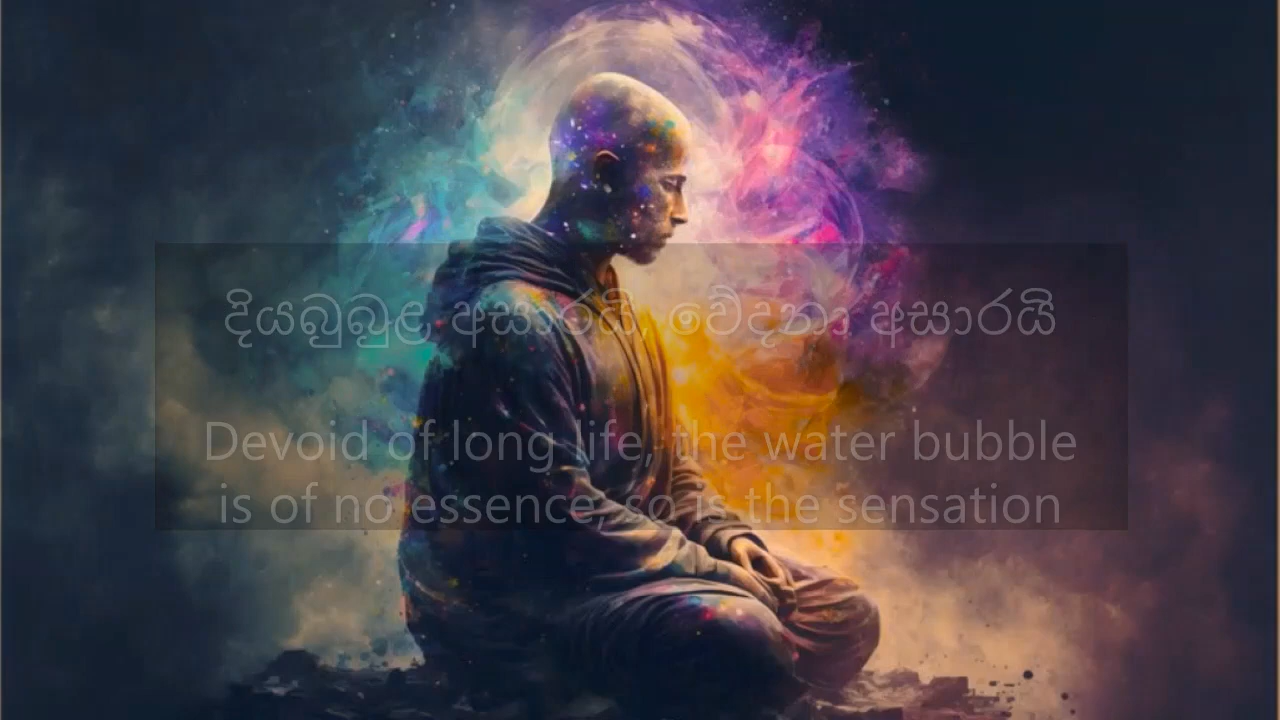 දියබුබුල අසාරයි, වේදනා අසාරයි
Devoid of long life, the water bubble
is of no essence, so is the sensation